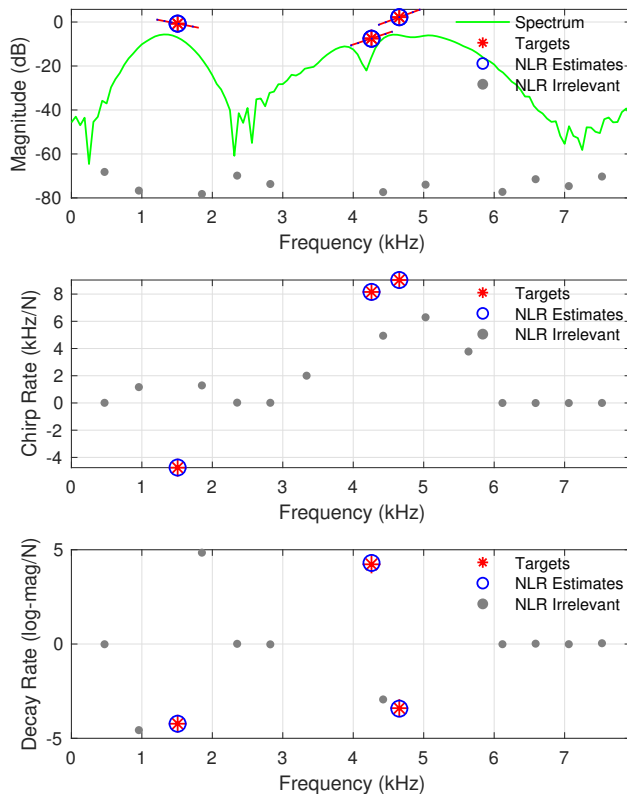 0
-20
-40
-60
-80
Magnitude (dB)
Spectrum
Targets
NLR Estimates
NLR Irrelevant
0 1 2 3 4 5 6 7
Frequency (kHz)
8
6
4
2
0
-2
-4
Chirp Rate (kHz/N)
Targets
NLR Estimates
NLR Irrelevant
0 1 2 3 4 5 6 7
Frequency (kHz)
5
0
-5
Decay Rate (log-mag/N)
Targets
NLR Estimates
NLR Irrelevant
0 1 2 3 4 5 6 7
Frequency (kHz)